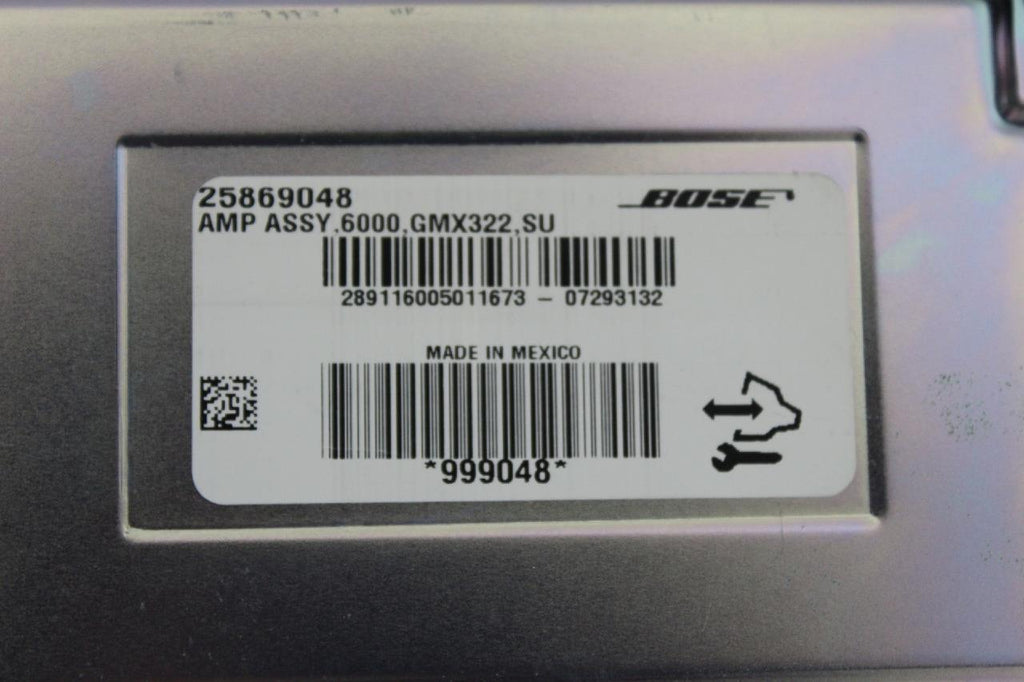 25869048
BOSE
AMP ASSY,6000,GMX322,SU
289116005011673 - 07293132
MADE IN MEXICO
*999048*